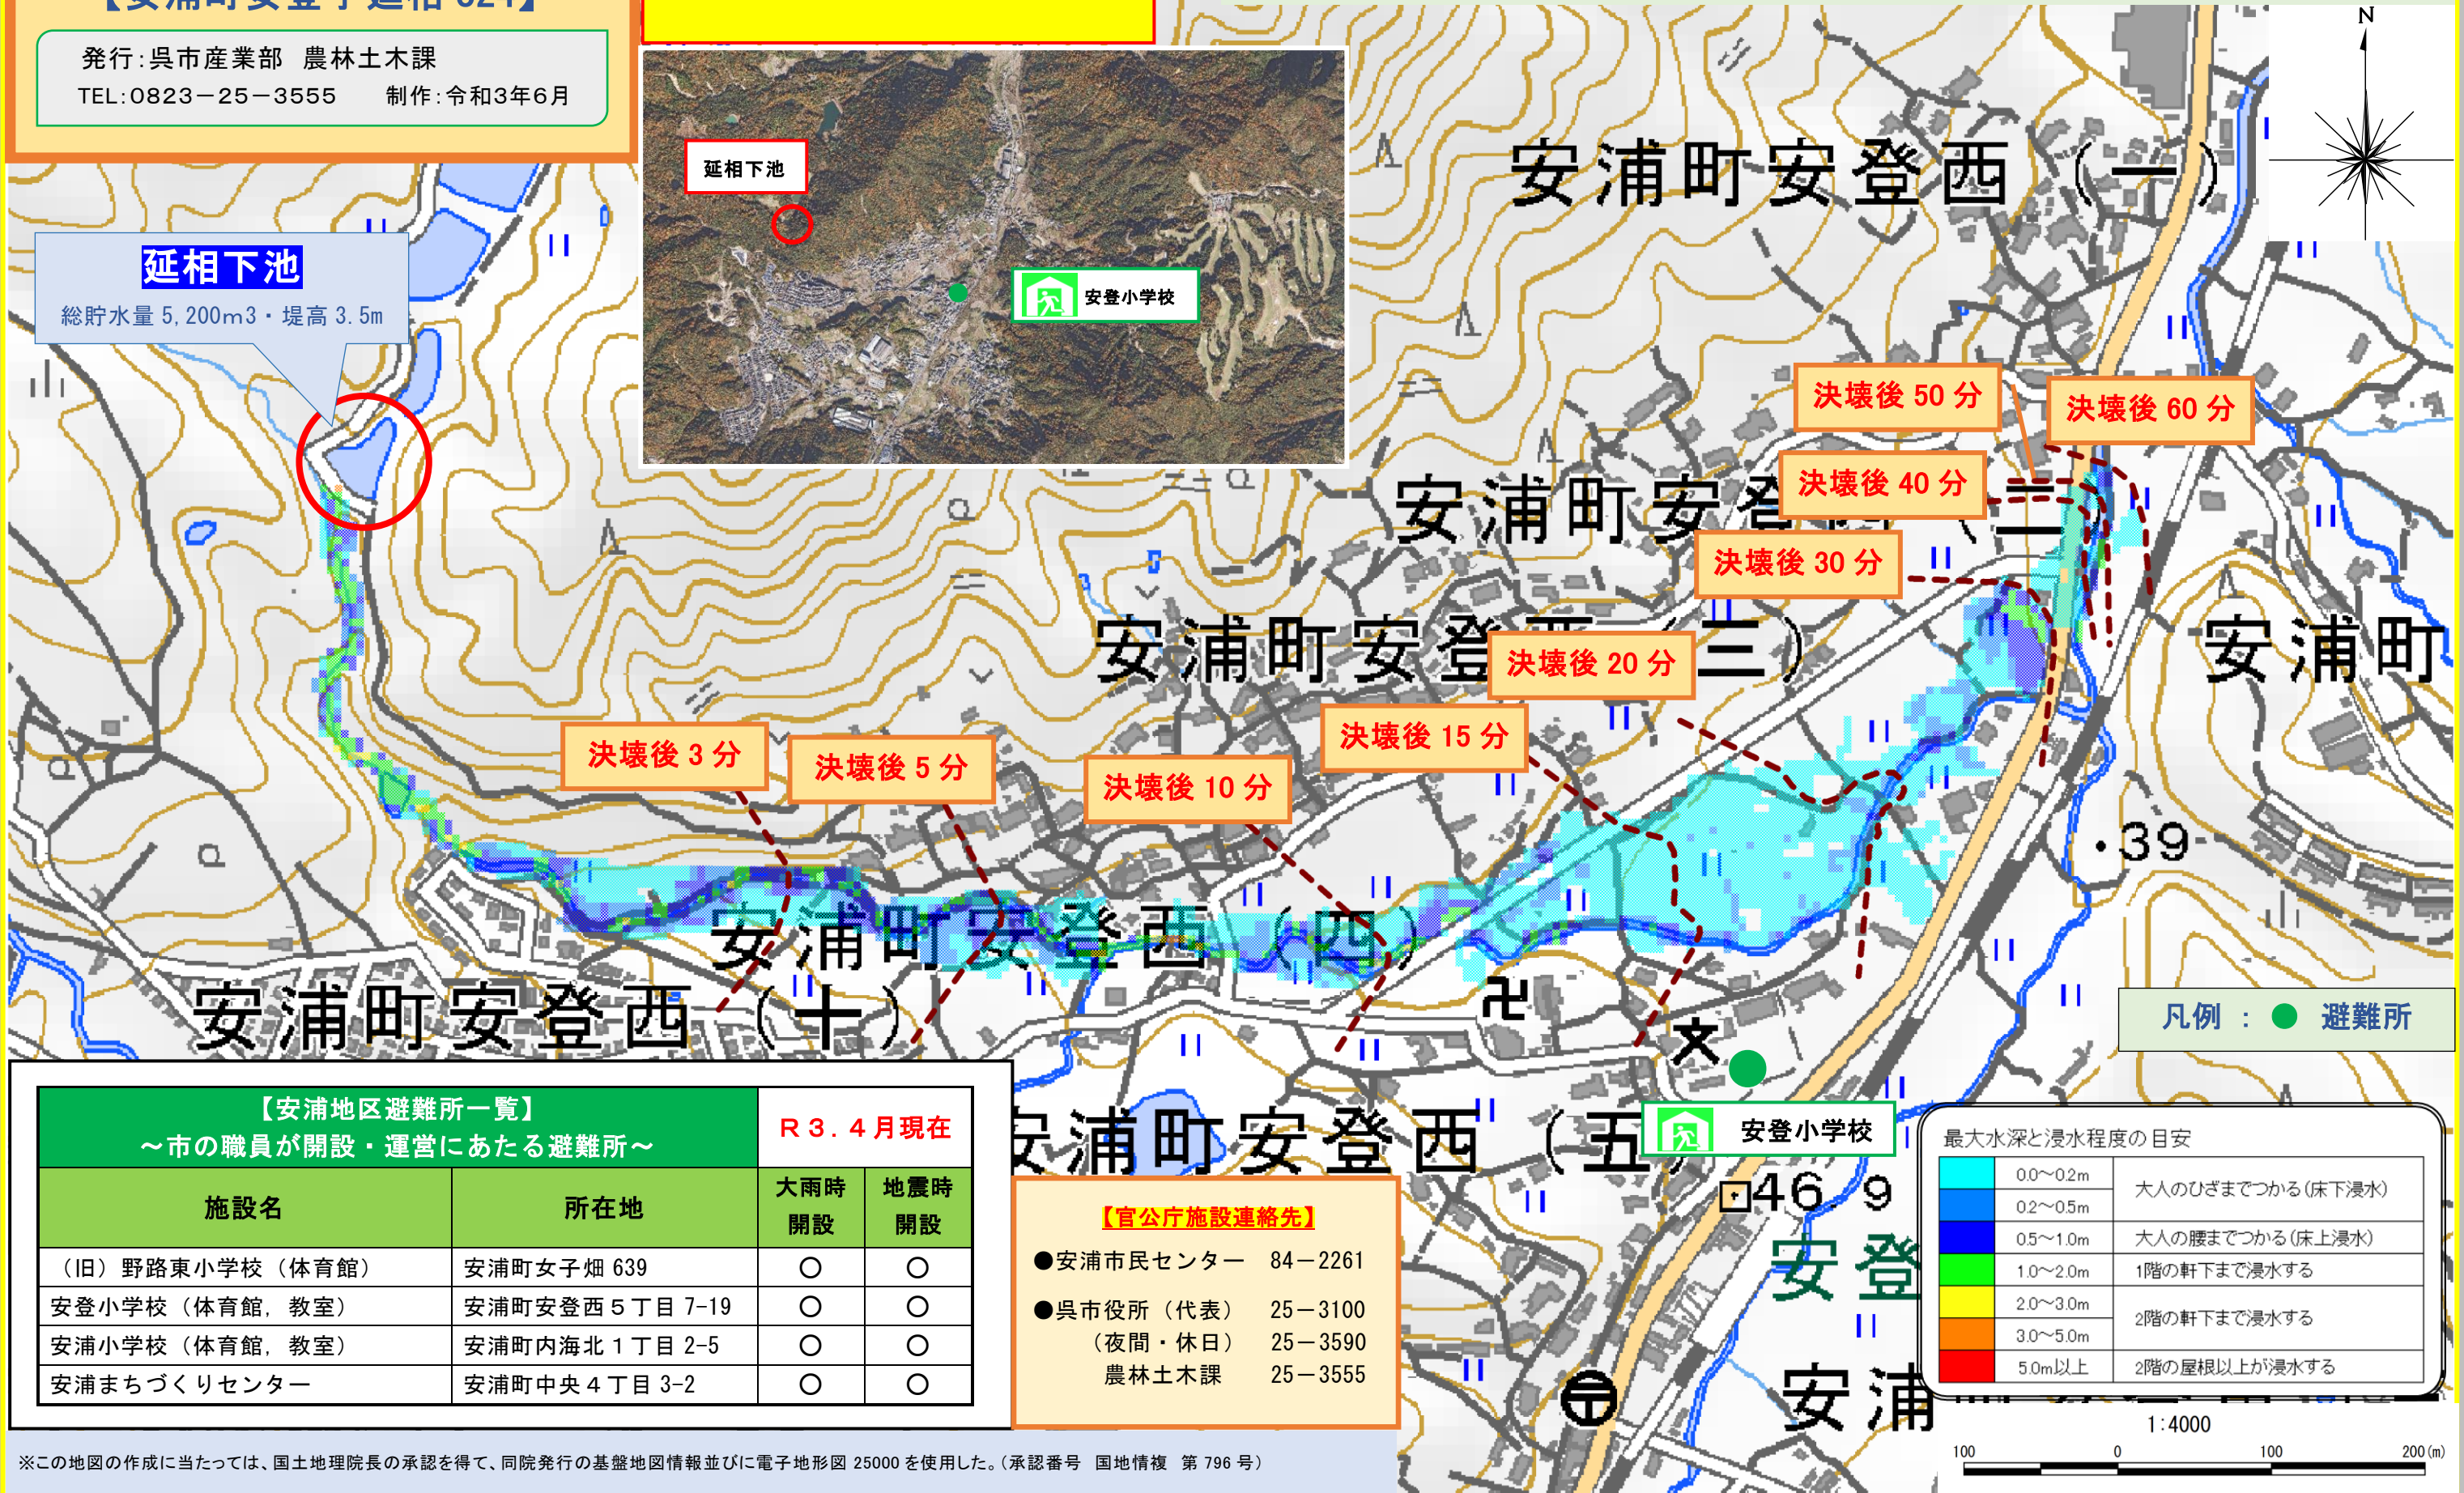 【安浦町安登字延相 324】
発行：呉市産業部 農林土木課
TEL：0823－25－3555 制作：令和3年6月
延相下池
総貯水量 5,200m3・堤高 3.5m
延相下池
安登小学校
N
安浦町安登西（一）
安浦町安登西（二）
安浦町安登西（三）
安浦町
決壊後 50 分
決壊後 60 分
決壊後 40 分
決壊後 30 分
決壊後 20 分
決壊後 15 分
決壊後 10 分
決壊後 5 分
決壊後 3 分
・39
安浦町安登西（四）
安浦町安登西（十）
凡例 ： ● 避難所
安浦町安登西（五）
安登小学校
46.9
安登
安浦
【安浦地区避難所一覧】
～市の職員が開設・運営にあたる避難所～
Ｒ３．４月現在
施設名 所在地 大雨時開設 地震時開設
（旧）野路東小学校（体育館） 安浦町女子畑 639 〇 〇
安登小学校（体育館，教室） 安浦町安登西５丁目 7-19 〇 〇
安浦小学校（体育館，教室） 安浦町内海北１丁目 2-5 〇 〇
安浦まちづくりセンター 安浦町中央４丁目 3-2 〇 〇
【官公庁施設連絡先】
●安浦市民センター 84－2261
●呉市役所（代表） 25－3100
（夜間・休日） 25－3590
農林土木課 25－3555
最大水深と浸水程度の目安
0.0～0.2m 大人のひざまでつかる（床下浸水）
0.2～0.5m
0.5～1.0m 大人の腰までつかる（床上浸水）
1.0～2.0m 1階の軒下まで浸水する
2.0～3.0m 2階の軒下まで浸水する
3.0～5.0m
5.0m以上 2階の屋根以上が浸水する
1:4000
100 0 100 200(m)
※この地図の作成に当たっては、国土地理院長の承認を得て、同院発行の基盤地図情報並びに電子地形図 25000 を使用した。（承認番号 国地情複 第 796 号）